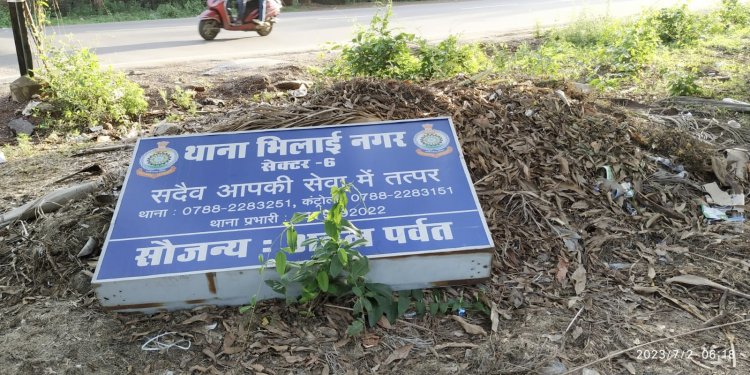 थाना भिलाई नगर
सेक्टर -6
सदैव आपकी सेवा में तत्पर
थाना : 0788-2283251, कंट्रोल : 0788-2283151
थाना प्रभारी : 92022
सौजन्य : पर्वत
2023/7/2 06:18